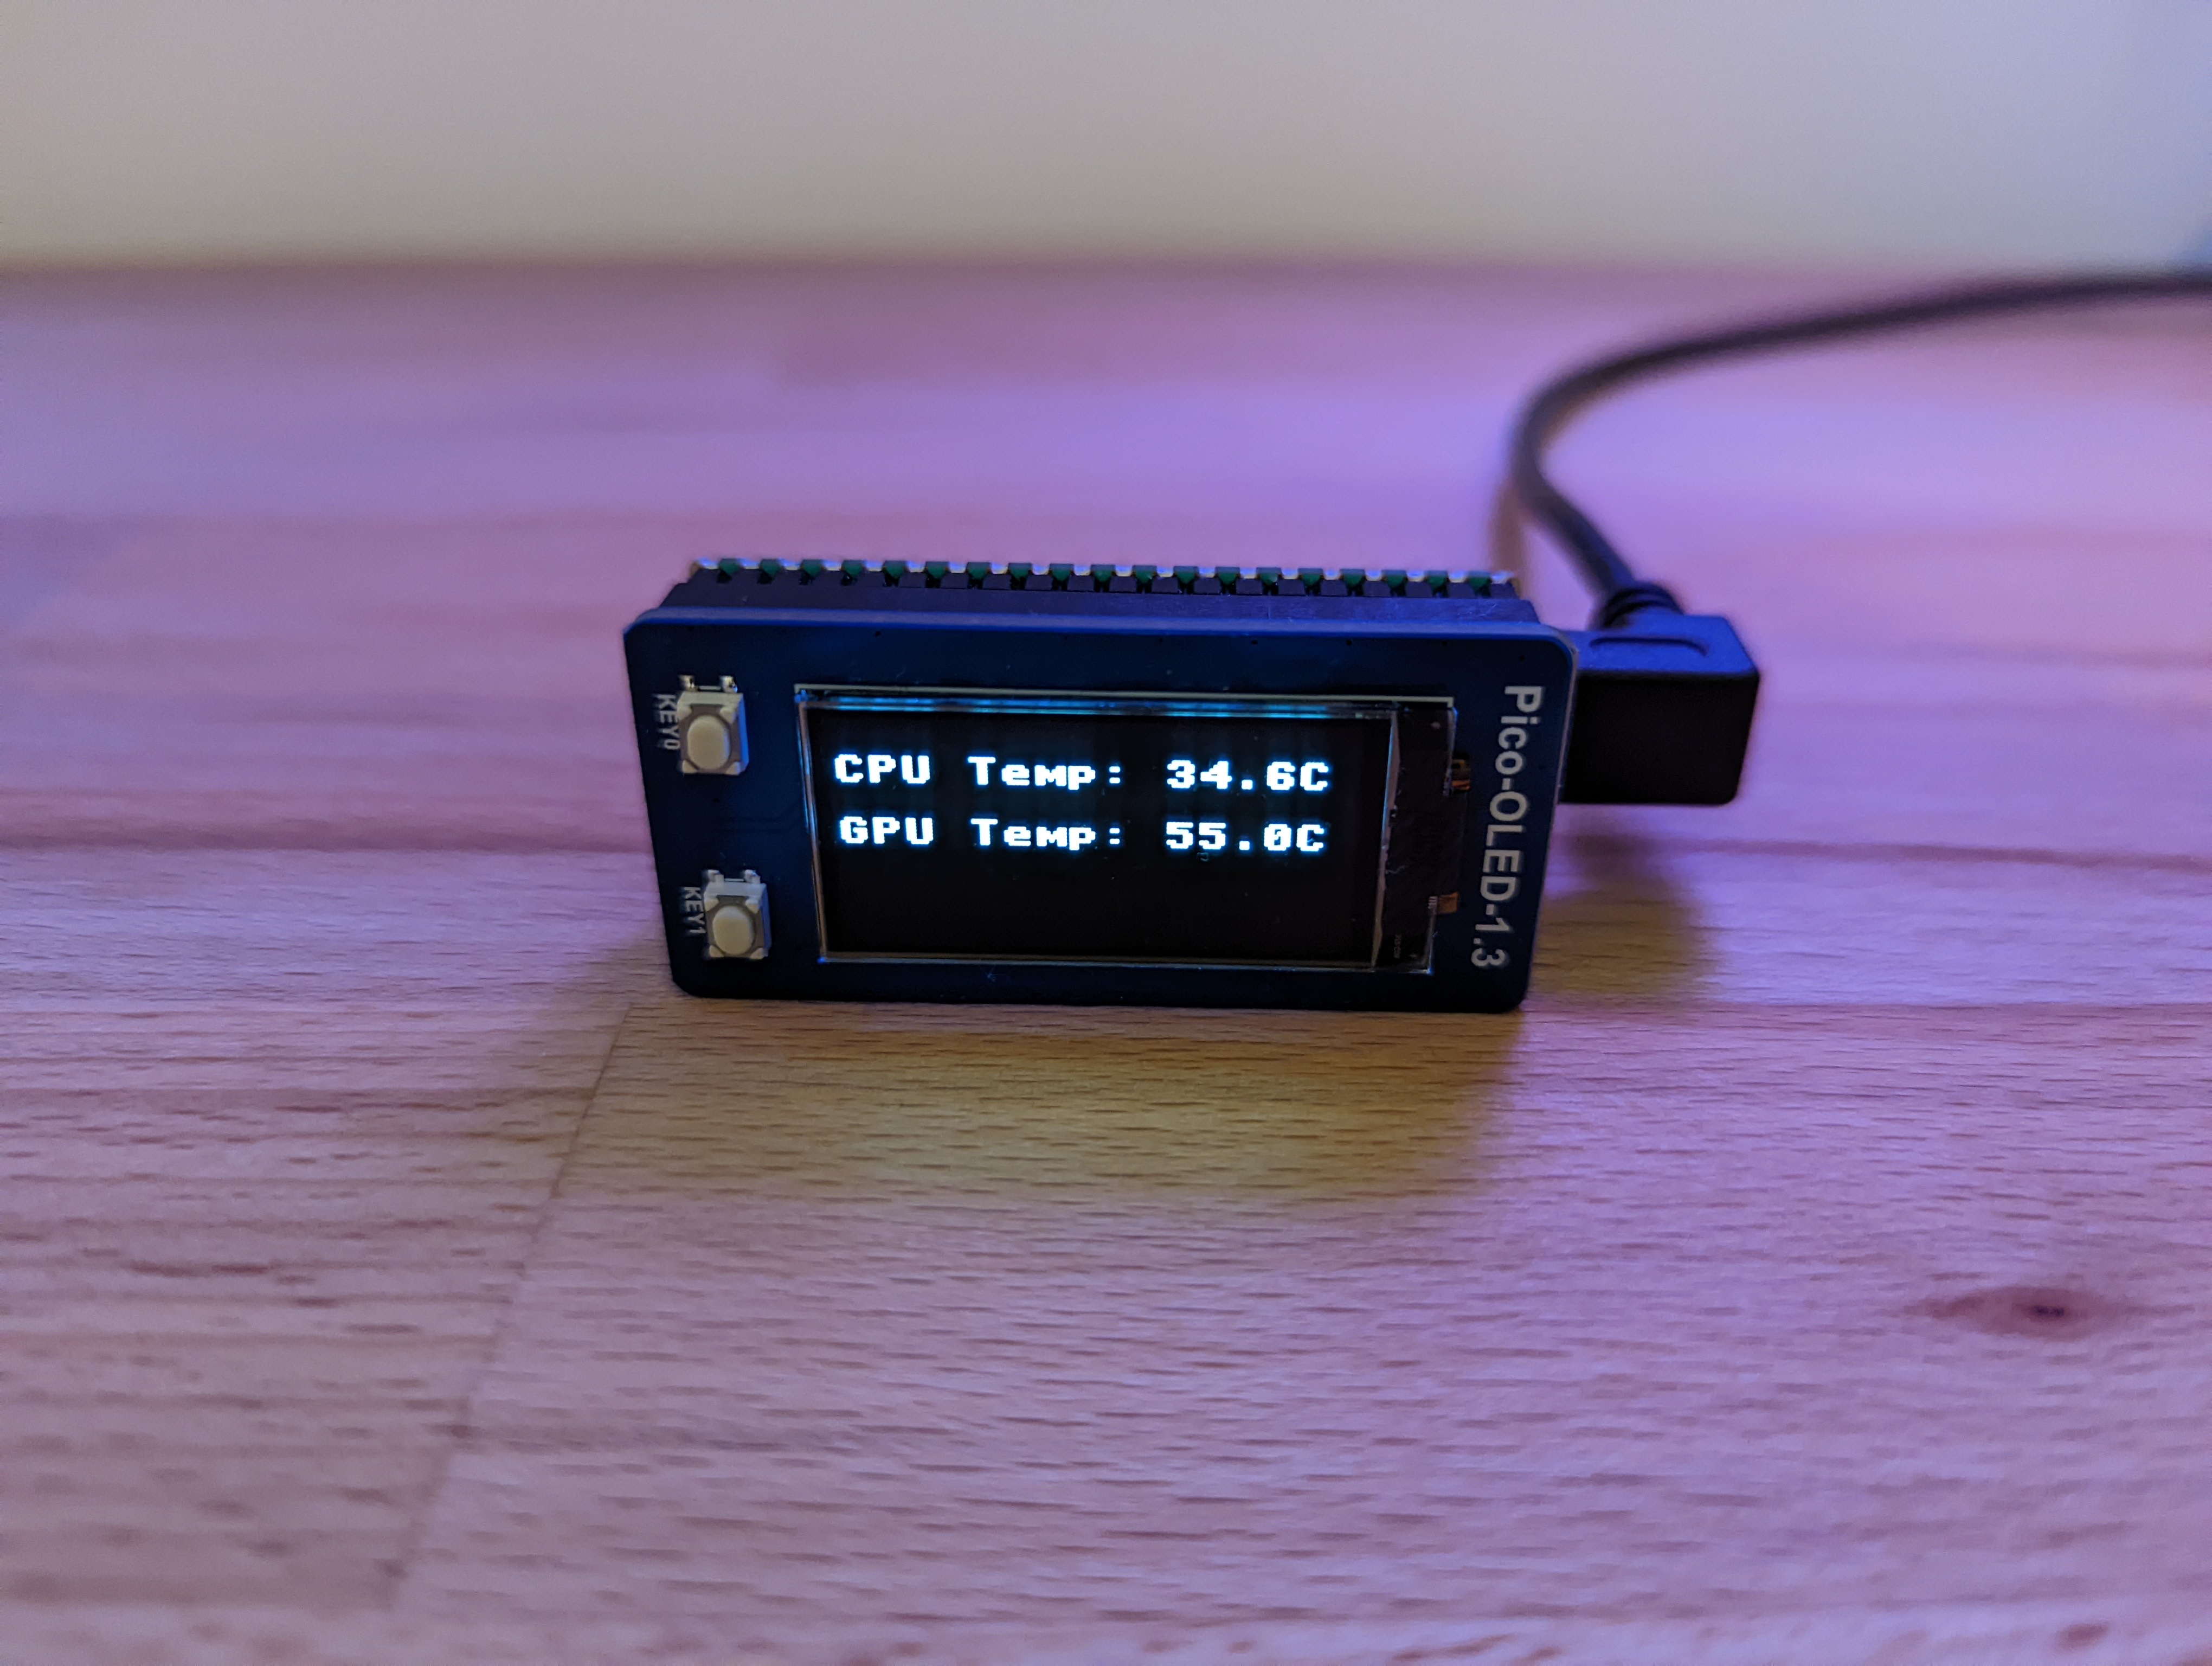 KEY0
CPU Temp: 34.6C
GPU Temp: 55.0C
KEY1
Pico-OLED-1.3